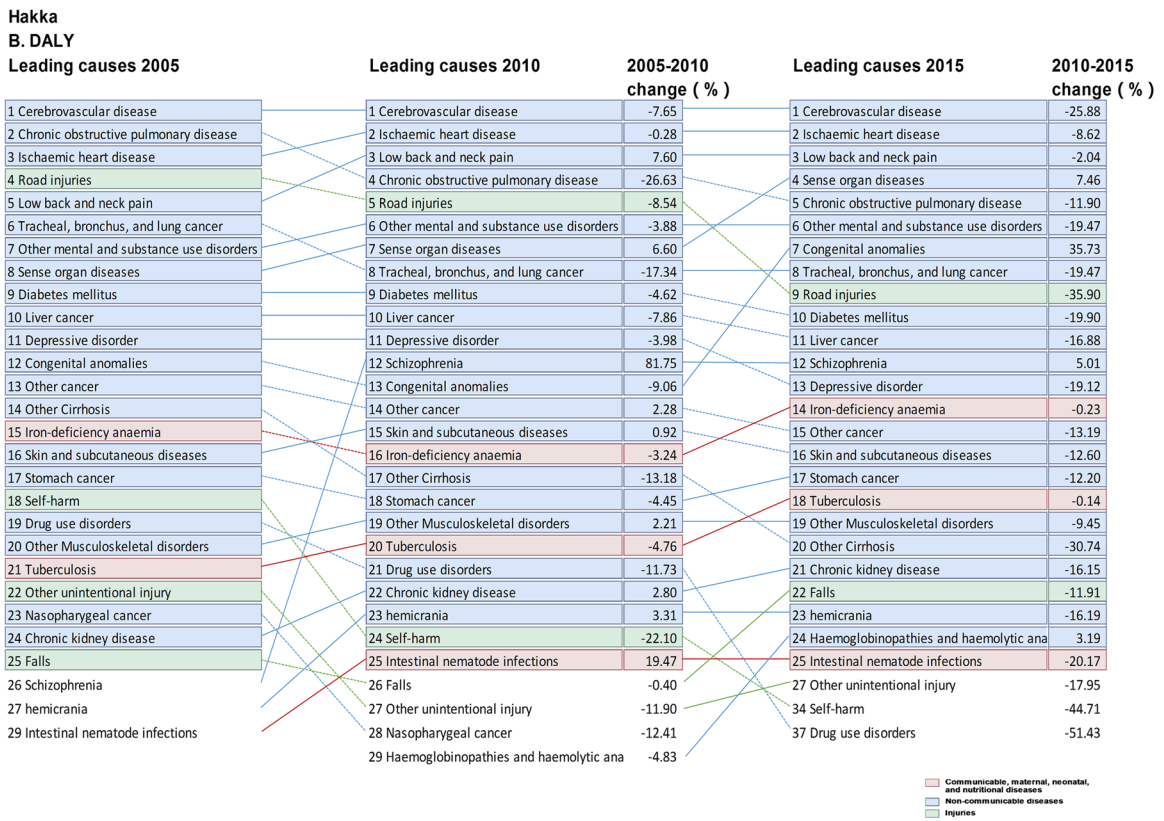 Hakka
B. DALY
Leading causes 2005
Leading causes 2010
2005-2010
change ( % )
Leading causes 2015
2010-2015
change ( % )
1 Cerebrovascular disease
2 Chronic obstructive pulmonary disease
3 Ischaemic heart disease
4 Road injuries
5 Low back and neck pain
6 Tracheal, bronchus, and lung cancer
7 Other mental and substance use disorders
8 Sense organ diseases
9 Diabetes mellitus
10 Liver cancer
11 Depressive disorder
12 Congenital anomalies
13 Other cancer
14 Other Cirrhosis
15 Iron-deficiency anaemia
16 Skin and subcutaneous diseases
17 Stomach cancer
18 Self-harm
19 Drug use disorders
20 Other Musculoskeletal disorders
21 Tuberculosis
22 Other unintentional injury
23 Nasopharygeal cancer
24 Chronic kidney disease
25 Falls
26 Schizophrenia
27 hemicrania
29 Intestinal nematode infections
1 Cerebrovascular disease -7.65
2 Ischaemic heart disease -0.28
3 Low back and neck pain 7.60
4 Chronic obstructive pulmonary disease -26.63
5 Road injuries -8.54
6 Other mental and substance use disorders -3.88
7 Sense organ diseases 6.60
8 Tracheal, bronchus, and lung cancer -17.34
9 Diabetes mellitus -4.62
10 Liver cancer -7.86
11 Depressive disorder -3.98
12 Schizophrenia 81.75
13 Congenital anomalies -9.06
14 Other cancer 2.28
15 Skin and subcutaneous diseases 0.92
16 Iron-deficiency anaemia -3.24
17 Other Cirrhosis -13.18
18 Stomach cancer -4.45
19 Other Musculoskeletal disorders 2.21
20 Tuberculosis -4.76
21 Drug use disorders -11.73
22 Chronic kidney disease 2.80
23 hemicrania 3.31
24 Self-harm -22.10
25 Intestinal nematode infections 19.47
26 Falls -0.40
27 Other unintentional injury -11.90
28 Nasopharygeal cancer -12.41
29 Haemoglobinopathies and haemolytic ana -4.83
1 Cerebrovascular disease -25.88
2 Ischaemic heart disease -8.62
3 Low back and neck pain -2.04
4 Sense organ diseases 7.46
5 Chronic obstructive pulmonary disease -11.90
6 Other mental and substance use disorders -19.47
7 Congenital anomalies 35.73
8 Tracheal, bronchus, and lung cancer -19.47
9 Road injuries -35.90
10 Diabetes mellitus -19.90
11 Liver cancer -16.88
12 Schizophrenia 5.01
13 Depressive disorder -19.12
14 Iron-deficiency anaemia -0.23
15 Other cancer -13.19
16 Skin and subcutaneous diseases -12.60
17 Stomach cancer -12.20
18 Tuberculosis -0.14
19 Other Musculoskeletal disorders -9.45
20 Other Cirrhosis -30.74
21 Chronic kidney disease -16.15
22 Falls -11.91
23 hemicrania -16.19
24 Haemoglobinopathies and haemolytic ana 3.19
25 Intestinal nematode infections -20.17
27 Other unintentional injury -17.95
34 Self-harm -44.71
37 Drug use disorders -51.43
Communicable, maternal, neonatal,
and nutritional diseases
Non-communicable diseases
Injuries